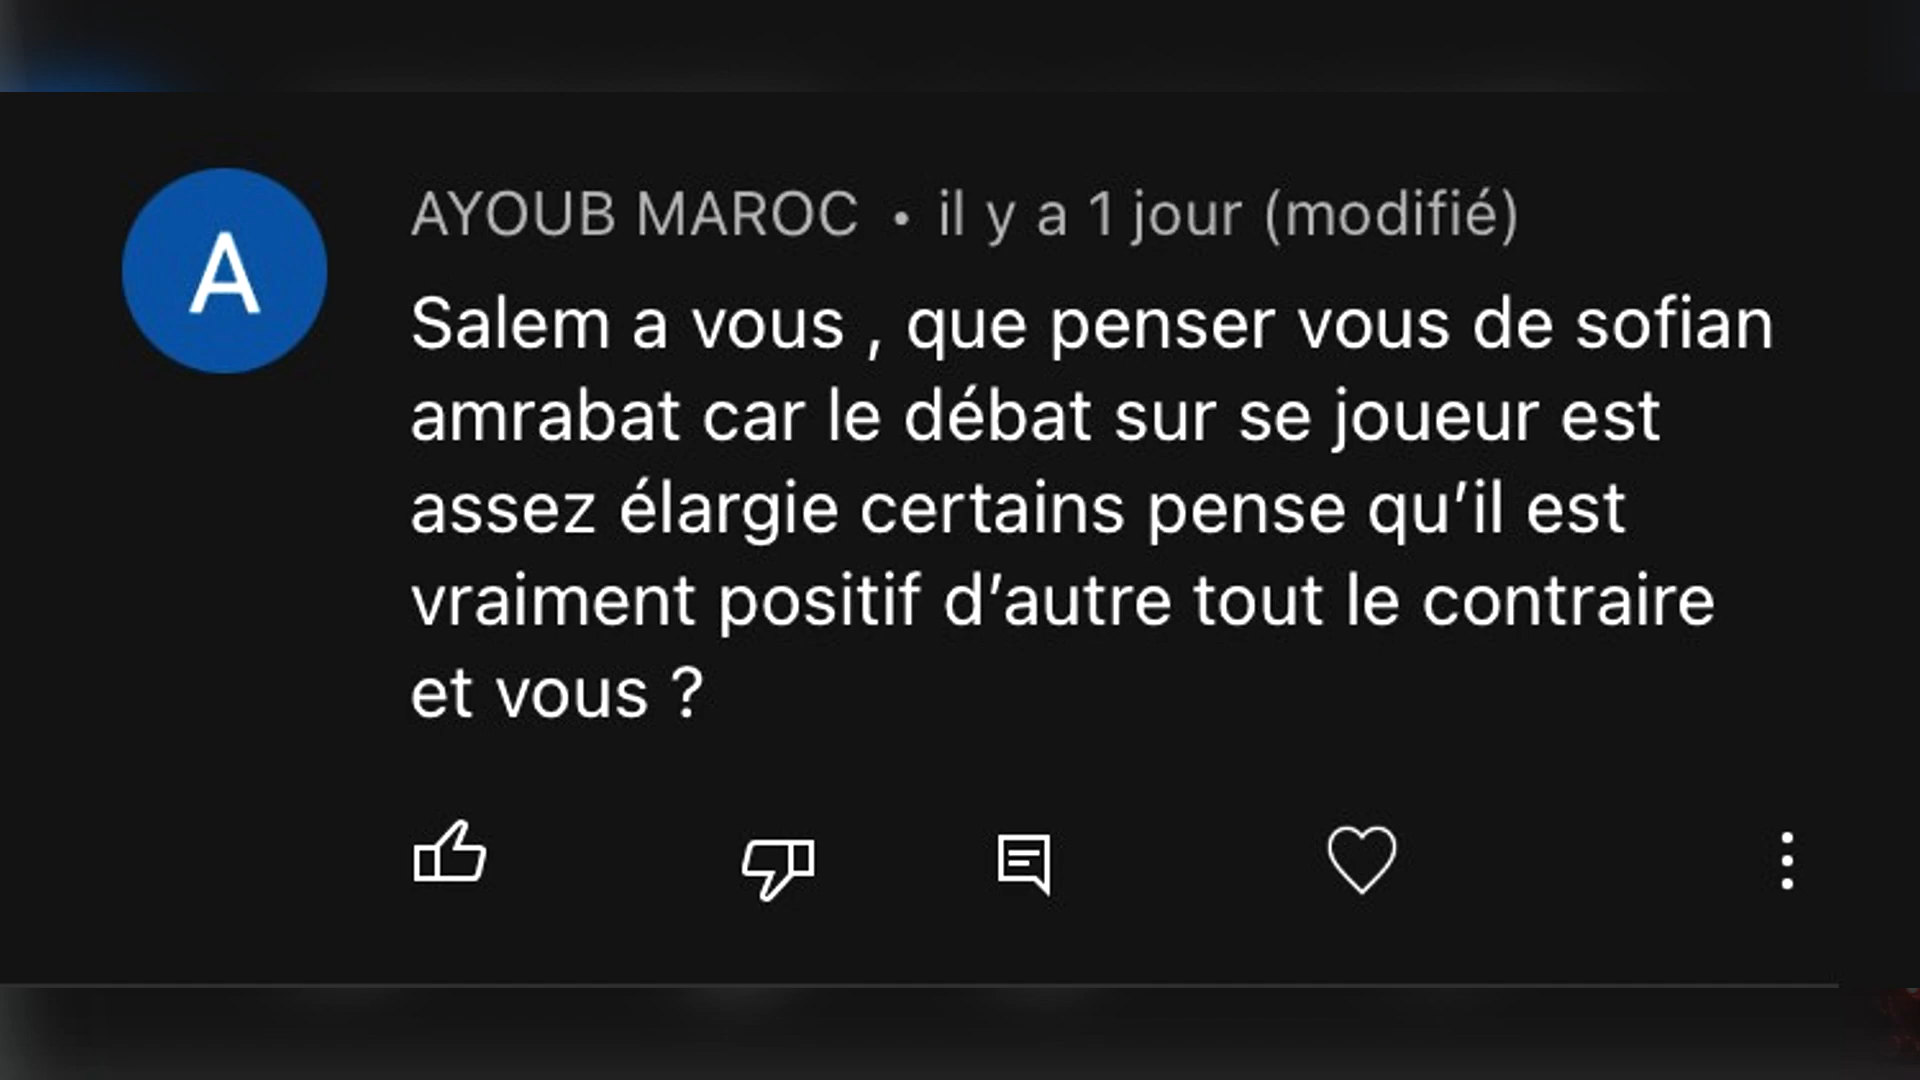 A
AYOUB MAROC • il y a 1 jour (modifié)
Salem a vous , que penser vous de sofian
amrabat car le débat sur se joueur est
assez élargie certains pense qu’il est
vraiment positif d’autre tout le contraire
et vous ?